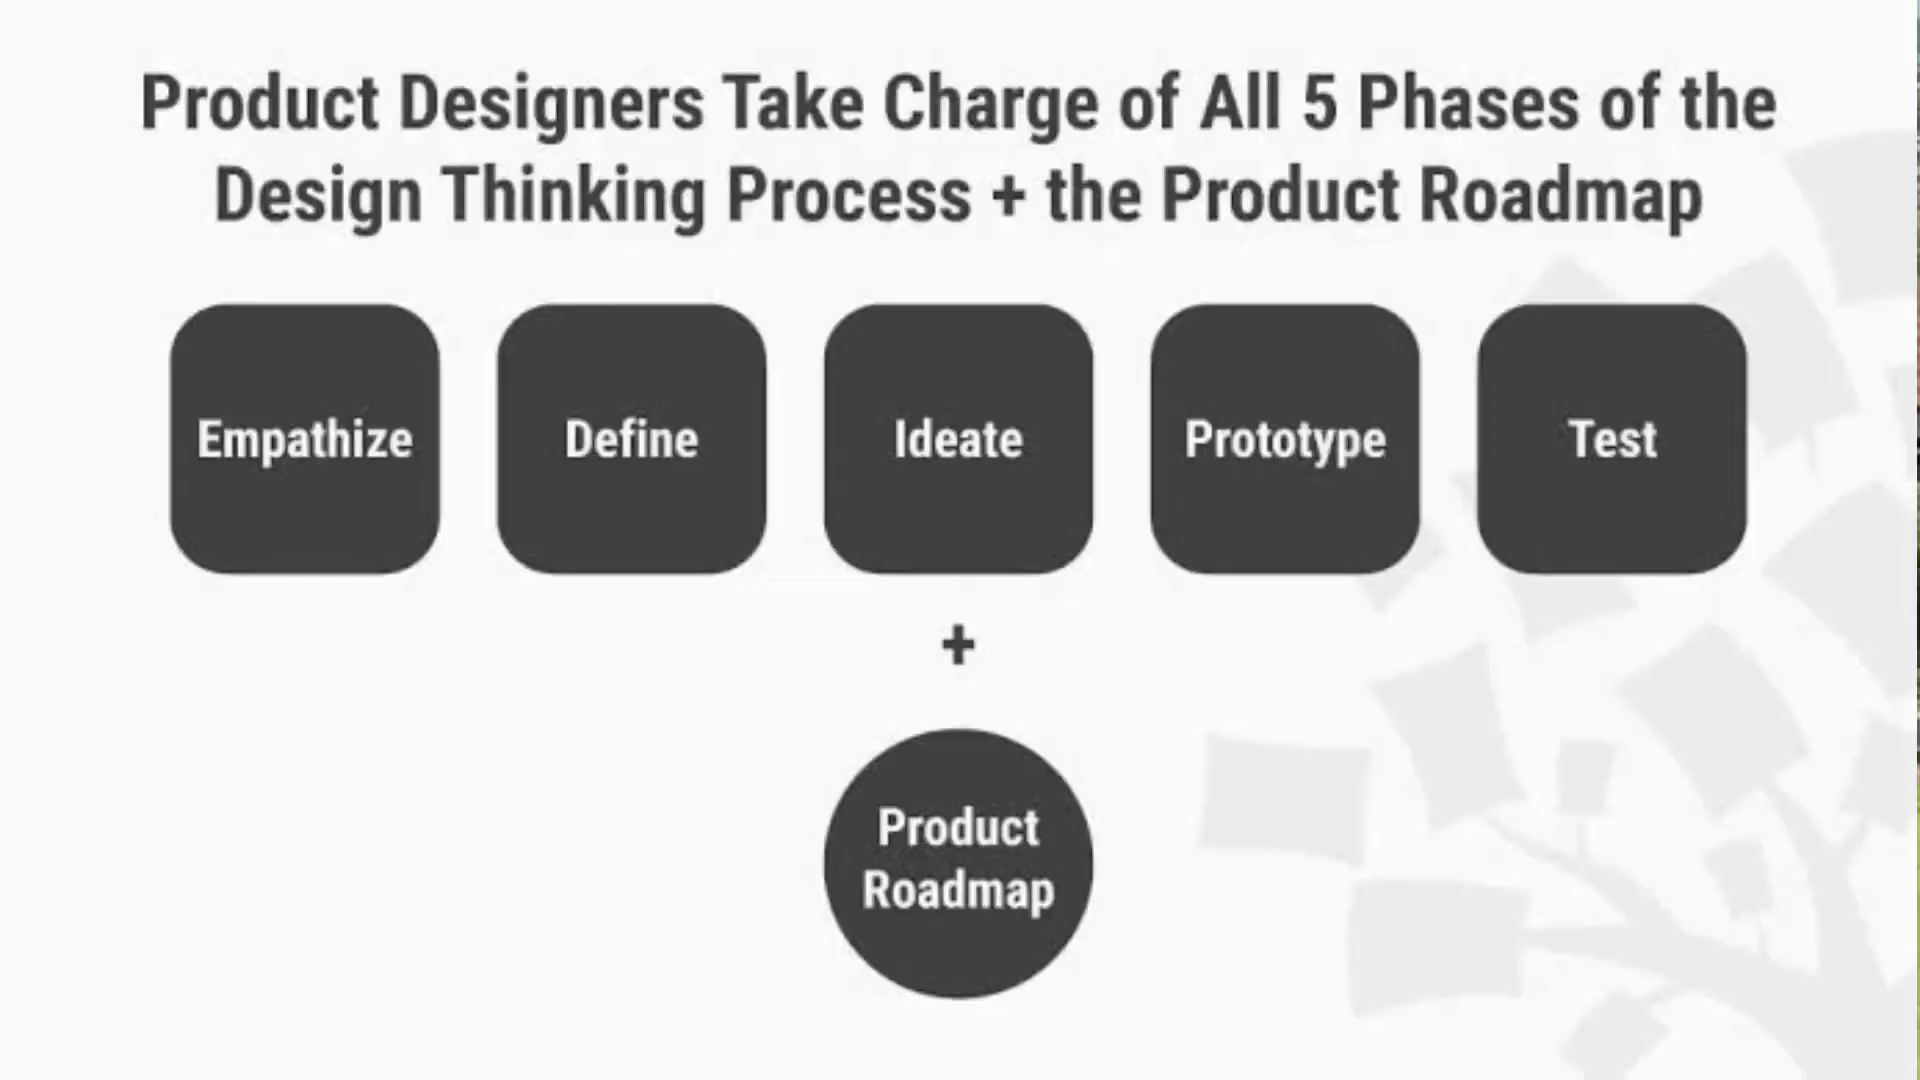 Product Designers Take Charge of All 5 Phases of the
Design Thinking Process + the Product Roadmap
Empathize
Define
Ideate
Prototype
Test
+
Product
Roadmap